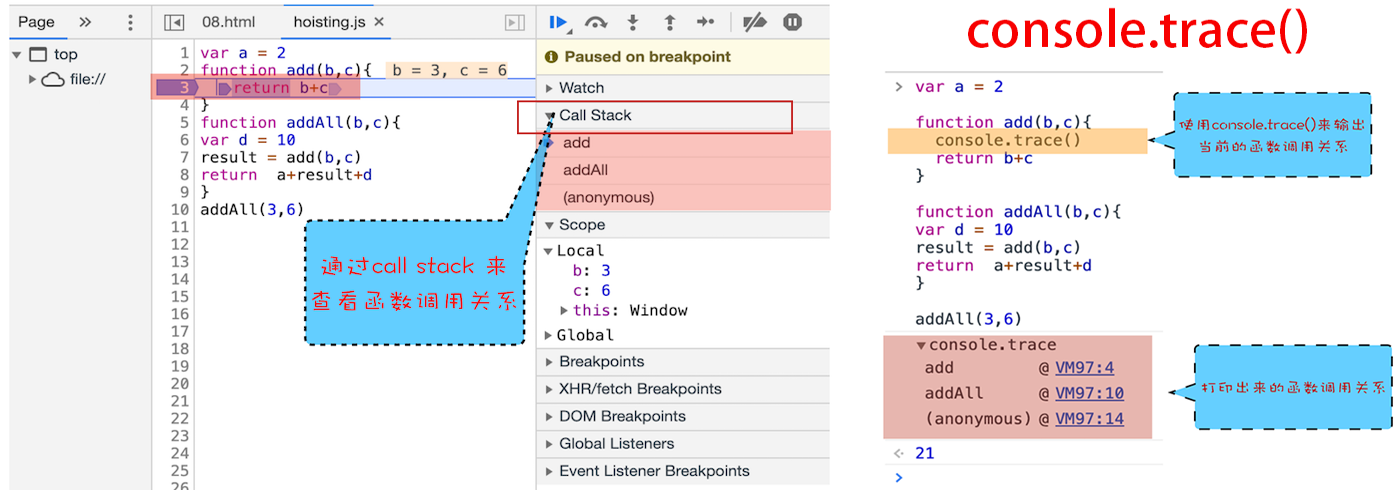 Page
08.html
hoisting.js
top
file://
1 var a = 2
2 function add(b,c){ b = 3, c = 6
3 return b+c
4 }
5 function addAll(b,c){
6 var d = 10
7 result = add(b,c)
8 return a+result+d
9 }
10 addAll(3,6)
11
12
13
14
15
16
17
18
19
20
21
22
23
24
25
26
通过call stack 来
查看函数调用关系
Paused on breakpoint
Watch
Call Stack
add
addAll
(anonymous)
Scope
Local
b: 3
c: 6
this: Window
Global
Breakpoints
XHR/fetch Breakpoints
DOM Breakpoints
Global Listeners
Event Listener Breakpoints
console.trace()
var a = 2
function add(b,c){
console.trace()
return b+c
}
function addAll(b,c){
var d = 10
result = add(b,c)
return a+result+d
}
addAll(3,6)
console.trace
add @ VM97:4
addAll @ VM97:10
(anonymous) @ VM97:14
21
使用console.trace()来输出
当前的函数调用关系
打印出来的函数调用关系